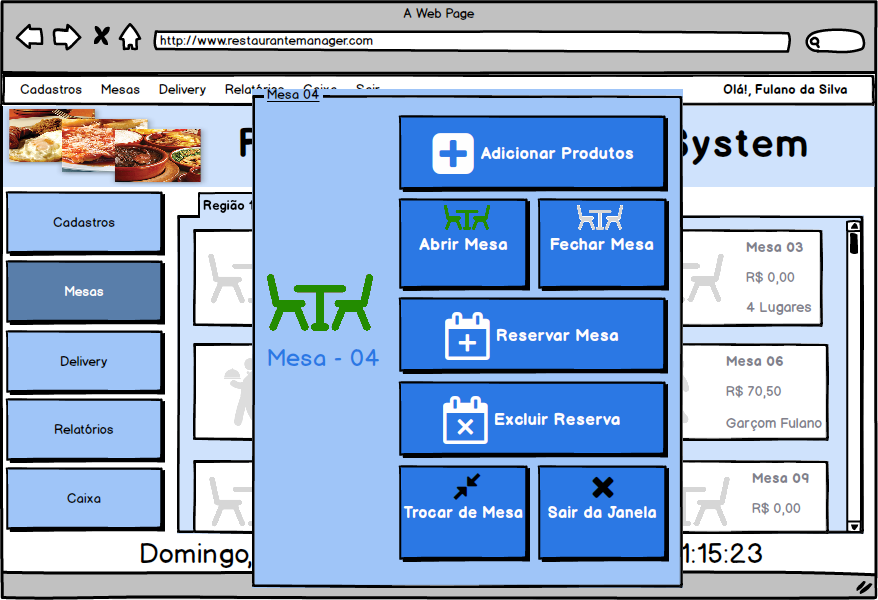 A Web Page
http://www.restaurantemanager.com
Cadastros Mesas Delivery Relatórios Caixa Sair
Olá!, Fulano da Silva
System
Cadastros
Mesas
Delivery
Relatórios
Caixa
Região 1
Mesa 03
R$ 0,00
4 Lugares
Mesa 06
R$ 70,50
Garçom Fulano
Mesa 09
R$ 0,00
Domingo,
1:15:23
Mesa 04
Mesa - 04
Adicionar Produtos
Abrir Mesa
Fechar Mesa
Reservar Mesa
Excluir Reserva
Trocar de Mesa
Sair da Janela